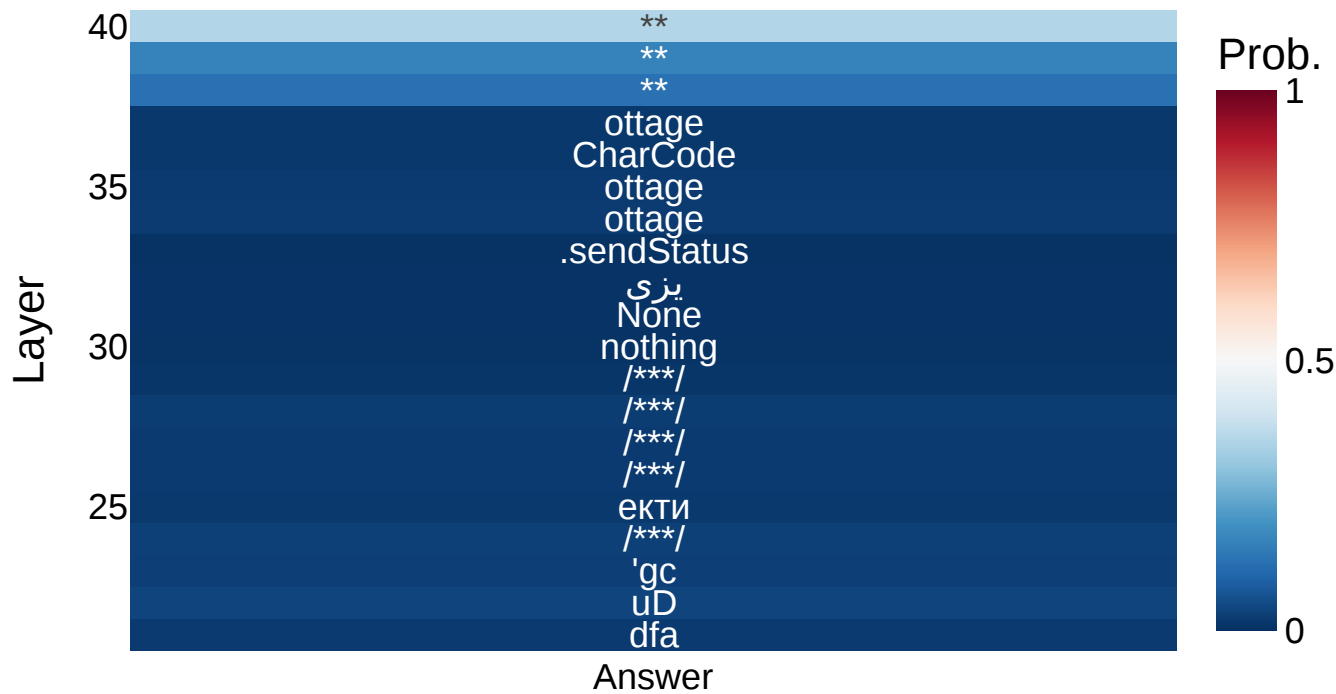 40
**
**
**
ottage
CharCode
35
ottage
ottage
.sendStatus
یزی
None
30
nothing
/***/
/***/
/***/
/***/
25
екти
/***/
'gc
uD
dfa
Layer
Answer
Prob.
1
0.5
0